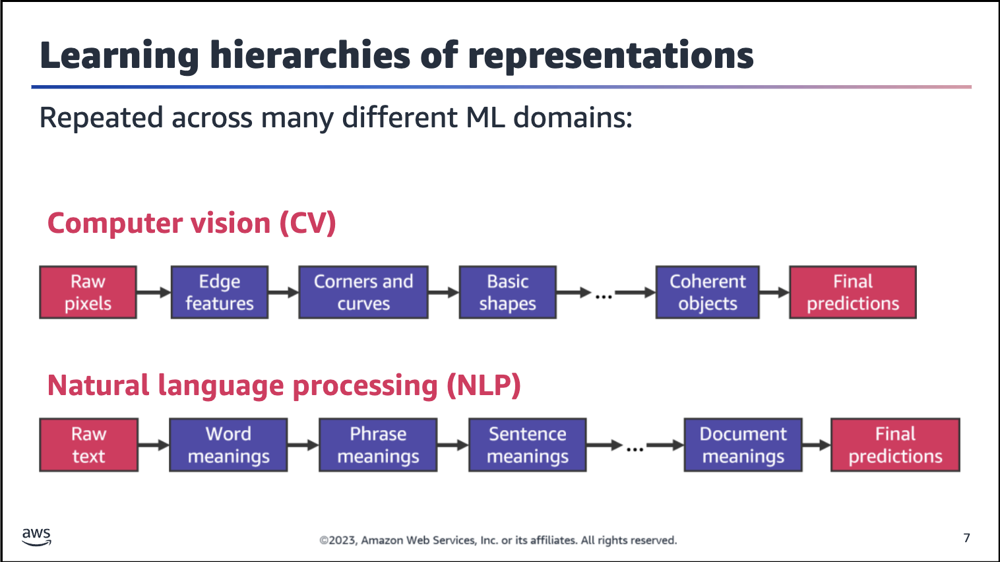 Learning hierarchies of representations
Repeated across many different ML domains:
Computer vision (CV)
Raw
pixels
Edge
features
Corners and
curves
Basic
shapes
...
Coherent
objects
Final
predictions
Natural language processing (NLP)
Raw
text
Word
meanings
Phrase
meanings
Sentence
meanings
...
Document
meanings
Final
predictions
aws
©2023, Amazon Web Services, Inc. or its affiliates. All rights reserved.
7